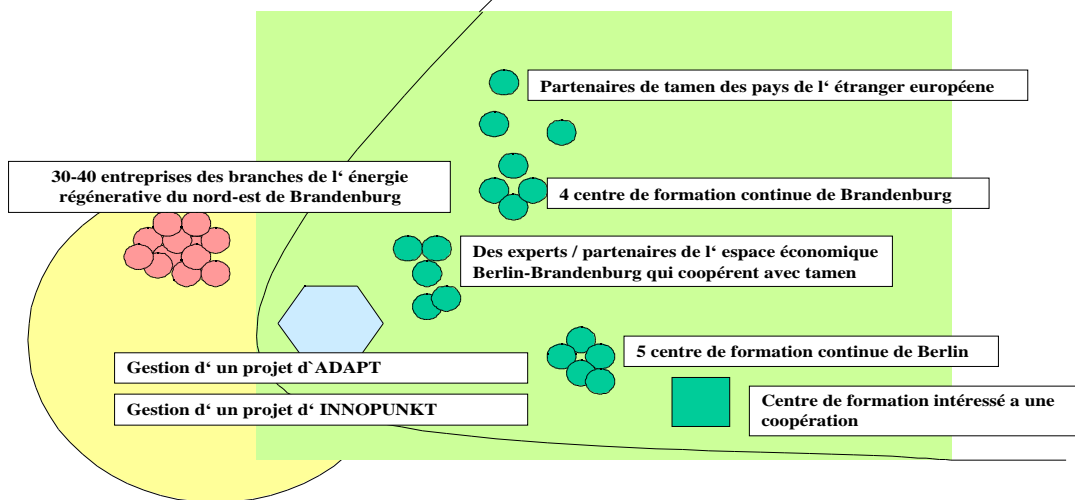 Partenaires de tamen des pays de l‘ étranger européene
30-40 entreprises des branches de l‘ énergie
régénerative du nord-est de Brandenburg
4 centre de formation continue de Brandenburg
Des experts / partenaires de l‘ espace économique
Berlin-Brandenburg qui coopérent avec tamen
5 centre de formation continue de Berlin
Gestion d‘ un projet d`ADAPT
Centre de formation intéressé a une
coopération
Gestion d‘ un projet d‘ INNOPUNKT